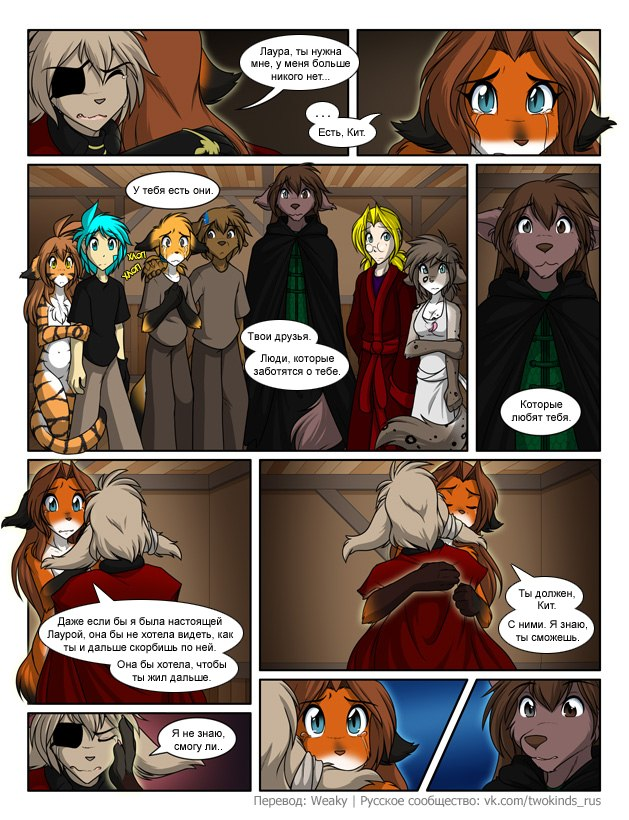 Лаура, ты нужна
мне, у меня больше
никого нет...
. . .
Есть, Кит.
У тебя есть они.
ХЛОП
ХЛОП
Твои друзья.
Люди, которые
заботятся о тебе.
Которые
любят тебя.
Даже если бы я была настоящей
Лаурой, она бы не хотела видеть, как
ты и дальше скорбишь по ней.
Она бы хотела, чтобы
ты жил дальше.
Ты должен,
Кит.
С ними. Я знаю,
ты сможешь.
Я не знаю,
смогу ли..
Перевод: Weaky | Русское сообщество: vk.com/twokinds_rus